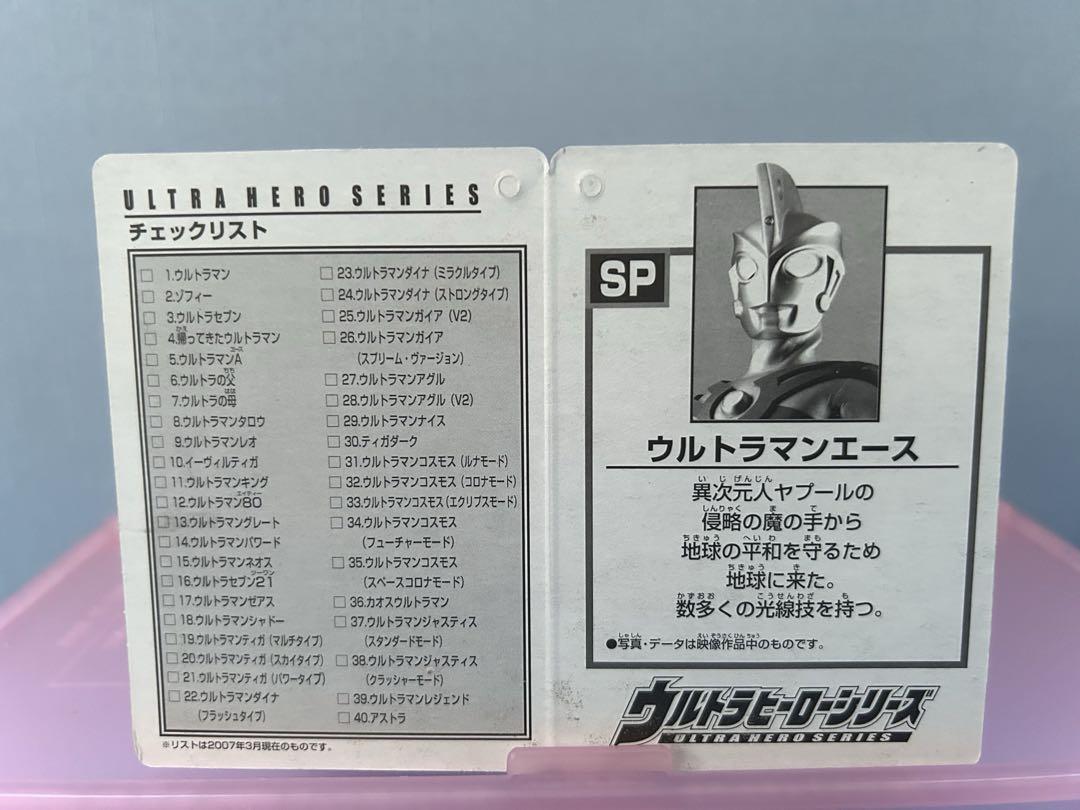 ULTRA HERO SERIES
チェックリスト
□ 1.ウルトラマン
□ 2.ゾフィー
□ 3.ウルトラセブン
□ 4.帰ってきたウルトラマン
□ 5.ウルトラマンA
□ 6.ウルトラの父
□ 7.ウルトラの母
□ 8.ウルトラマンタロウ
□ 9.ウルトラマンレオ
□ 10.イーヴィルティガ
□ 11.ウルトラマンキング
□ 12.ウルトラマン80
□ 13.ウルトラマングレート
□ 14.ウルトラマンパワード
□ 15.ウルトラマンネオス
□ 16.ウルトラセブン21
□ 17.ウルトラマンゼアス
□ 18.ウルトラマンシャドー
□ 19.ウルトラマンティガ (マルチタイプ)
□ 20.ウルトラマンティガ (スカイタイプ)
□ 21.ウルトラマンティガ (パワータイプ)
□ 22.ウルトラマンダイナ
(フラッシュタイプ)
□ 23.ウルトラマンダイナ (ミラクルタイプ)
□ 24.ウルトラマンダイナ (ストロングタイプ)
□ 25.ウルトラマンガイア (V2)
□ 26.ウルトラマンガイア
(スプリーム・ヴァージョン)
□ 27.ウルトラマンアグル
□ 28.ウルトラマンアグル (V2)
□ 29.ウルトラマンナイス
□ 30.ティガダーク
□ 31.ウルトラマンコスモス (ルナモード)
□ 32.ウルトラマンコスモス (コロナモード)
□ 33.ウルトラマンコスモス (エクリプスモード)
□ 34.ウルトラマンコスモス
(フューチャーモード)
□ 35.ウルトラマンコスモス
(スペースコロナモード)
□ 36.カオスウルトラマン
□ 37.ウルトラマンジャスティス
(スタンダードモード)
□ 38.ウルトラマンジャスティス
(クラッシャーモード)
□ 39.ウルトラマンレジェンド
□ 40.アストラ
※リストは2007年3月現在のものです。
SP
ウルトラマンエース
異次元人ヤプールの
侵略の魔の手から
地球の平和を守るため
地球に来た。
数多くの光線技を持つ。
●写真・データは映像作品中のものです。
ウルトラヒーローシリーズ
ULTRA HERO SERIES